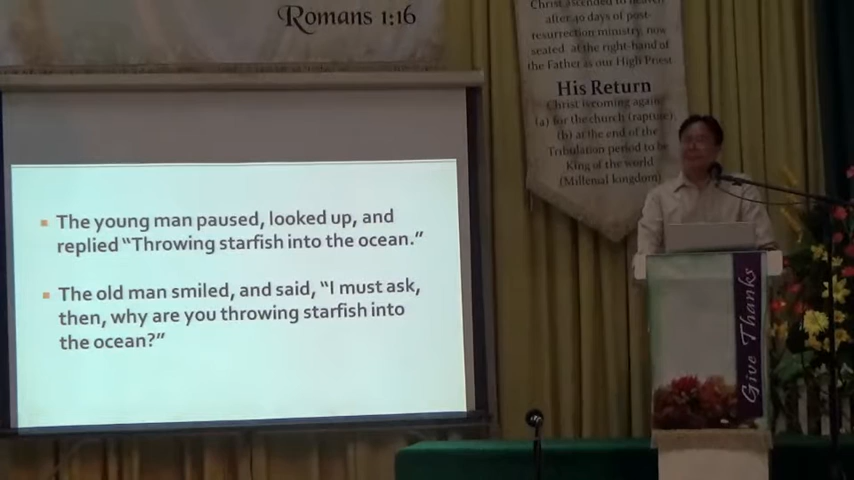 Romans 1:16
Christ ascended to heaven
after 40 days of post-
resurrection ministry, now
seated at the right-hand of
the Father as our High Priest
His Return
Christ is coming again
(a) for the church (rapture),
(b) at the end of the
Tribulation period to be
King of the world
(Millenial kingdom)
The young man paused, looked up, and
replied “Throwing starfish into the ocean.”
The old man smiled, and said, “I must ask,
then, why are you throwing starfish into
the ocean?”
Give Thanks